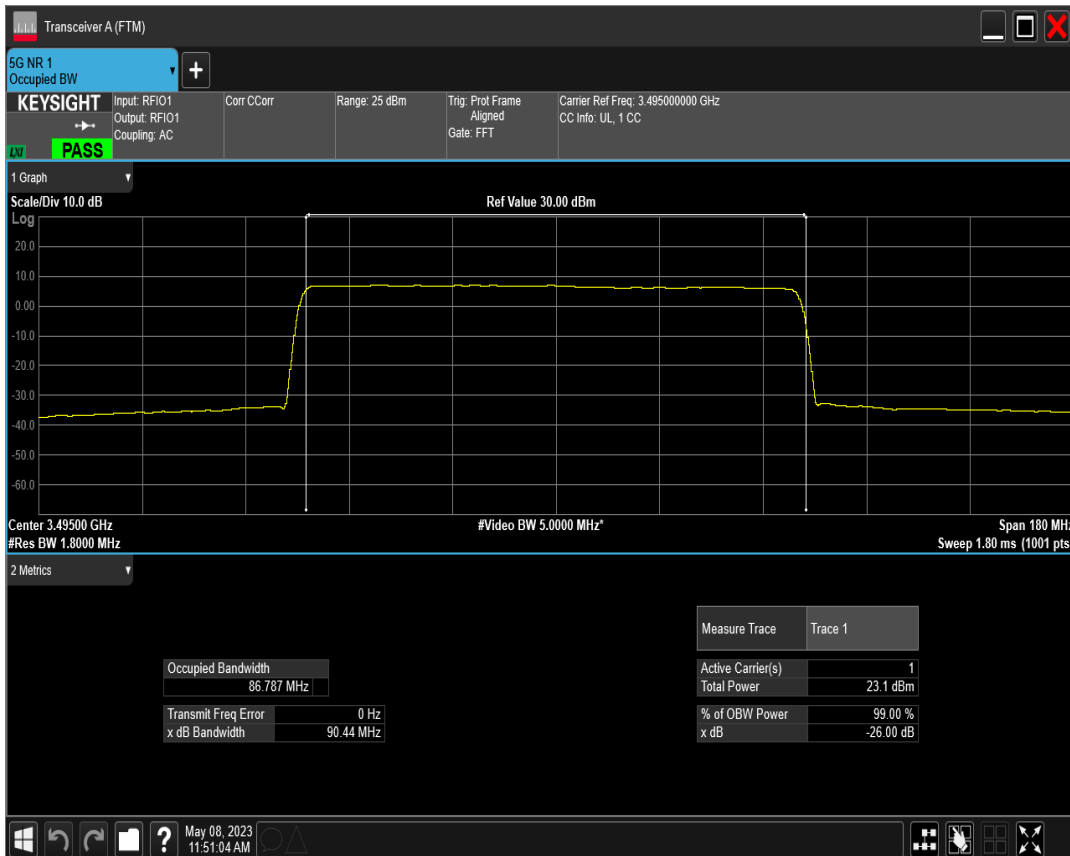 Transceiver A (FTM)
5G NR 1
Occupied BW
+
KEYSIGHT
LXI
PASS
Input: RFIO1
Output: RFIO1
Coupling: AC
Corr CCorr
Range: 25 dBm
Trig: Prot Frame
Aligned
Gate: FFT
Carrier Ref Freq: 3.495000000 GHz
CC Info: UL, 1 CC
1 Graph
Scale/Div 10.0 dB
Ref Value 30.00 dBm
Log
20.0
10.0
0.00
-10.0
-20.0
-30.0
-40.0
-50.0
-60.0
Center 3.49500 GHz
#Video BW 5.0000 MHz*
Span 180 MHz
#Res BW 1.8000 MHz
Sweep 1.80 ms (1001 pts
2 Metrics
Measure Trace Trace 1
Occupied Bandwidth
86.787 MHz
Active Carrier(s) 1
Total Power 23.1 dBm
Transmit Freq Error 0 Hz
x dB Bandwidth 90.44 MHz
% of OBW Power 99.00 %
x dB -26.00 dB
?
May 08, 2023
11:51:04 AM